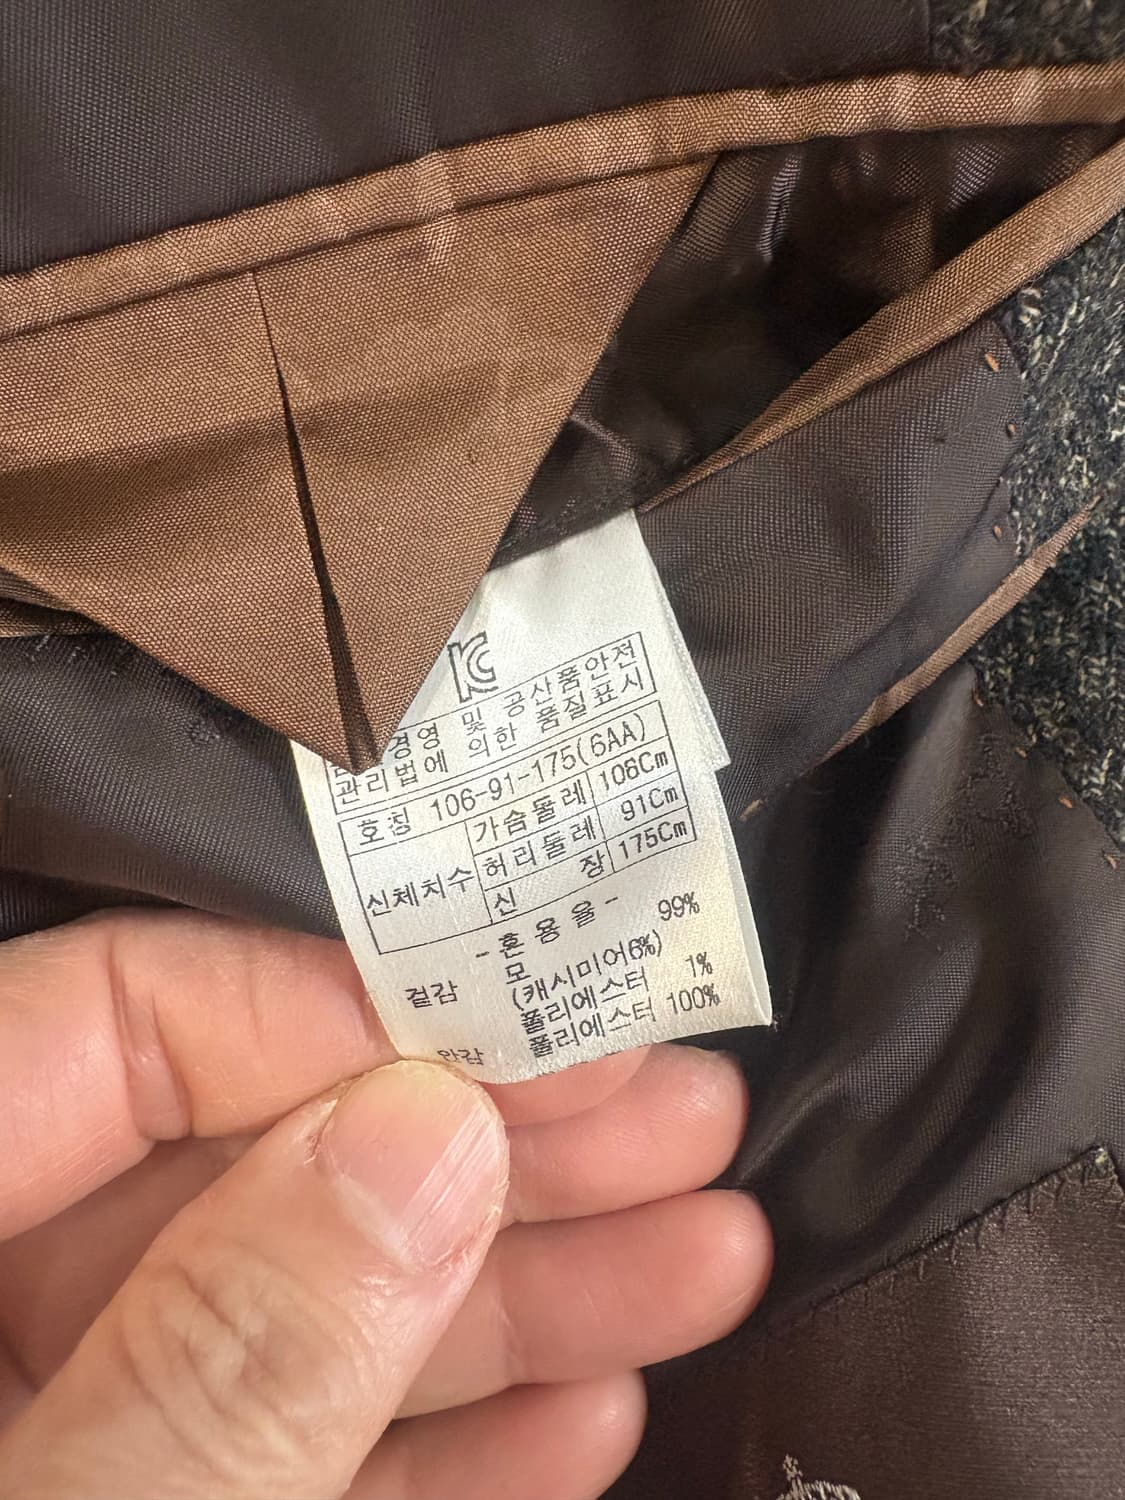 KC
경영 및 공산품안전
관리법에 의한 품질표시
호칭 106-91-175(6AA)
신체치수 가슴둘레 106Cm
허리둘레 91Cm
신 장 175Cm
-혼용율-
겉감 모 99%
(캐시미어6%)
폴리에스터 1%
안감 폴리에스터 100%